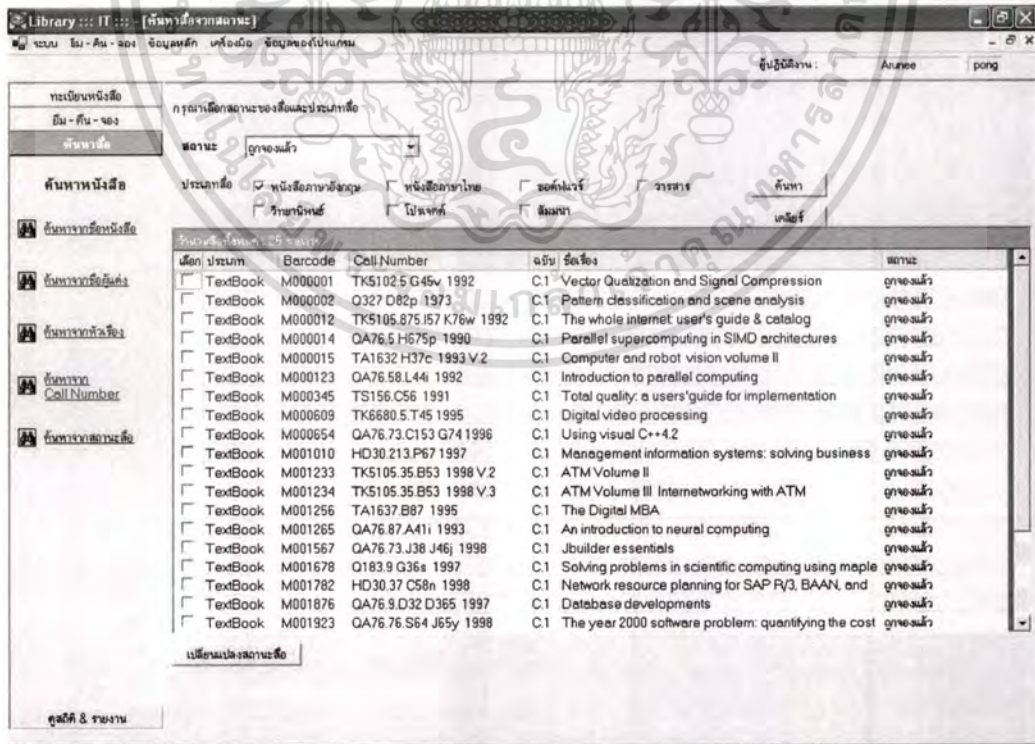 Library ::: IT ::: - [ค้นหาสื่อจากสถานะ]
ระบบ ยืม - คืน - จอง ข้อมูลหลัก เครื่องมือ ข้อมูลของโปรแกรม
ผู้ปฏิบัติงาน : Arunee pong
ทะเบียนหนังสือ
ยืม - คืน - จอง
ค้นหาสื่อ
ค้นหาหนังสือ
ค้นหาจากชื่อหนังสือ
ค้นหาจากชื่อผู้แต่ง
ค้นหาจากหัวเรื่อง
ค้นหาจาก
Call Number
ค้นหาจากสถานะสื่อ
ดูสถิติ & รายงาน
กรุณาเลือกสถานะของสื่อและประเภทสื่อ
สถานะ ถูกจองแล้ว
ประเภทสื่อ หนังสือภาษาอังกฤษ หนังสือภาษาไทย ซอฟต์แวร์ วารสาร ค้นหา
วิทยานิพนธ์ โปรเจคท์ สัมมนา เคลียร์
25 รายการ
เลือก ประเภท Barcode Call Number ฉบับ ชื่อเรื่อง สถานะ
TextBook M000001 TK5102.5 G45v 1992 C.1 Vector Quatization and Signal Compression ถูกจองแล้ว
TextBook M000002 Q327 D82p 1973 C.1 Pattern classification and scene analysis ถูกจองแล้ว
TextBook M000012 TK5105.875.I57 K76w 1992 C.1 The whole internet: user's guide & catalog ถูกจองแล้ว
TextBook M000014 QA76.5 H675p 1990 C.1 Parallel supercomputing in SIMD architectures ถูกจองแล้ว
TextBook M000015 TA1632 H37c 1993 V.2 C.1 Computer and robot vision volume II ถูกจองแล้ว
TextBook M000123 QA76.58.L44i 1992 C.1 Introduction to parallel computing ถูกจองแล้ว
TextBook M000345 TS156.C56 1991 C.1 Total quality: a users'guide for implementation ถูกจองแล้ว
TextBook M000609 TK6680.5.T45 1995 C.1 Digital video processing ถูกจองแล้ว
TextBook M000654 QA76.73.C153 G74 1996 C.1 Using visual C++4.2 ถูกจองแล้ว
TextBook M001010 HD30.213.P67 1997 C.1 Management information systems: solving business ถูกจองแล้ว
TextBook M001233 TK5105.35.B53 1998 V.2 C.1 ATM Volume II ถูกจองแล้ว
TextBook M001234 TK5105.35.B53 1998 V.3 C.1 ATM Volume III Internetworking with ATM ถูกจองแล้ว
TextBook M001256 TA1637.B87 1995 C.1 The Digital MBA ถูกจองแล้ว
TextBook M001265 QA76.87.A41i 1993 C.1 An introduction to neural computing ถูกจองแล้ว
TextBook M001567 QA76.73.J38 J46j 1998 C.1 Jbuilder essentials ถูกจองแล้ว
TextBook M001678 Q183.9 G36s 1997 C.1 Solving problems in scientific computing using maple ถูกจองแล้ว
TextBook M001782 HD30.37 C58n 1998 C.1 Network resource planning for SAP R/3, BAAN, and ถูกจองแล้ว
TextBook M001876 QA76.9.D32 D365 1997 C.1 Database developments ถูกจองแล้ว
TextBook M001923 QA76.76.S64 J65y 1998 C.1 The year 2000 software problem: quantifying the cost ถูกจองแล้ว
เปลี่ยนแปลงสถานะสื่อ